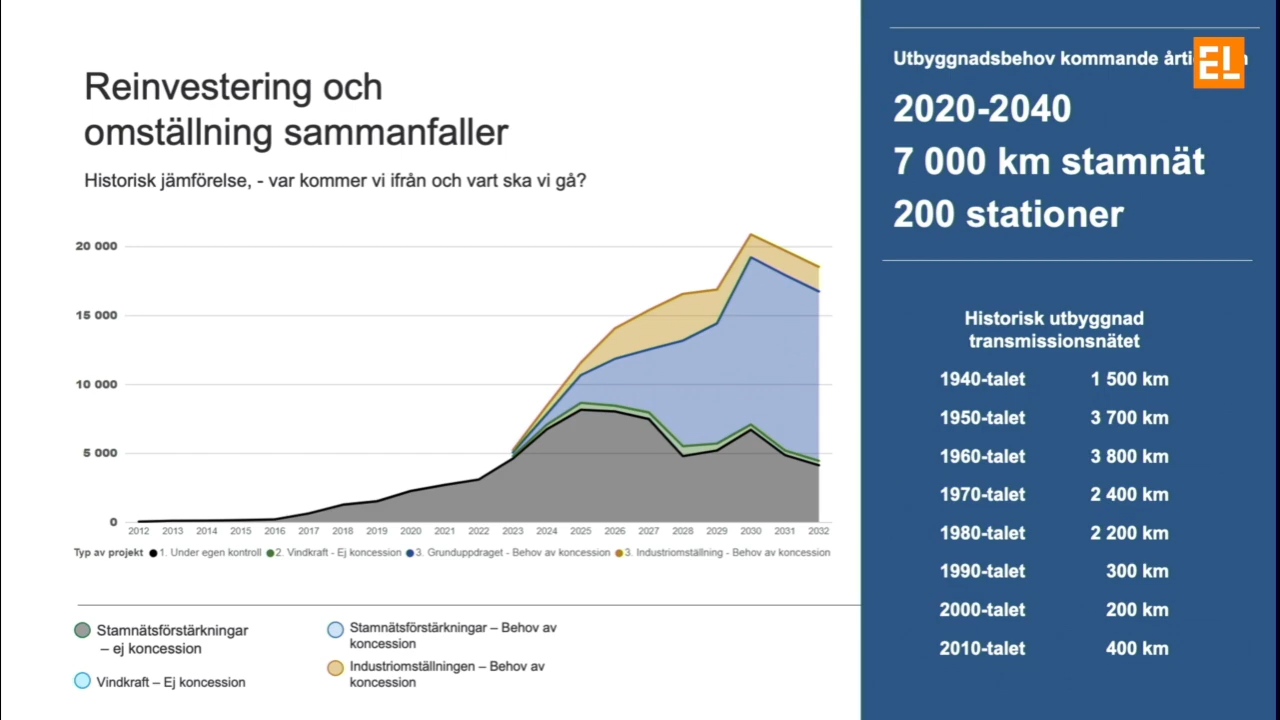 Reinvestering och
omställning sammanfaller
Historisk jämförelse, - var kommer vi ifrån och vart ska vi gå?
20 000
15 000
10 000
5 000
0
2012 2013 2014 2015 2016 2017 2018 2019 2020 2021 2022 2023 2024 2025 2026 2027 2028 2029 2030 2031 2032
Typ av projekt 1. Under egen kontroll 2. Vindkraft - Ej koncession 3. Grunduppdraget - Behov av koncession 3. Industriomställning - Behov av koncession
Stamnätsförstärkningar
– ej koncession
Vindkraft – Ej koncession
Stamnätsförstärkningar – Behov av
koncession
Industriomställningen – Behov av
koncession
Utbyggnadsbehov kommande
EL
2020-2040
7 000 km stamnät
200 stationer
Historisk utbyggnad
transmissionsnätet
1940-talet 1 500 km
1950-talet 3 700 km
1960-talet 3 800 km
1970-talet 2 400 km
1980-talet 2 200 km
1990-talet 300 km
2000-talet 200 km
2010-talet 400 km